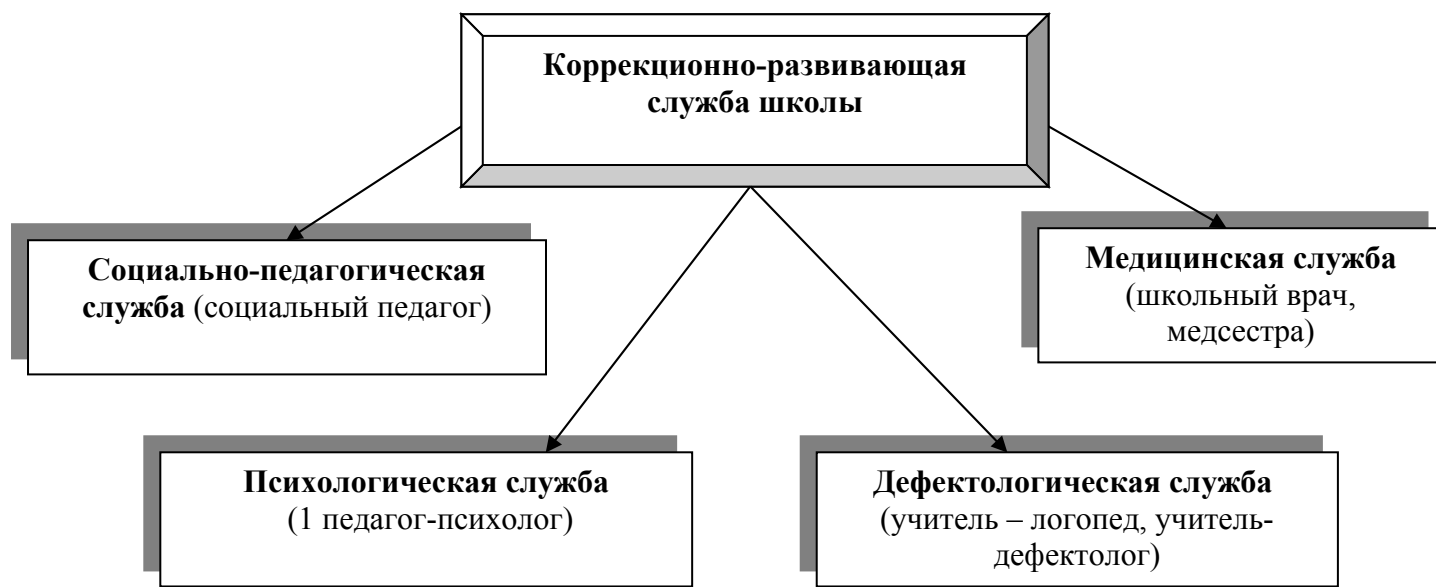 Коррекционно-развивающая
служба школы
Социально-педагогическая
служба (социальный педагог)
Медицинская служба
(школьный врач,
медсестра)
Психологическая служба
(1 педагог-психолог)
Дефектологическая служба
(учитель – логопед, учитель-
дефектолог)